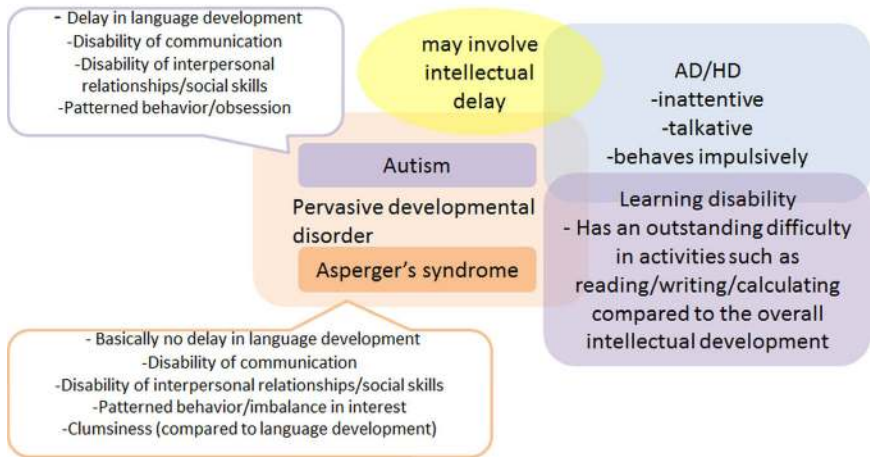 - Delay in language development
-Disability of communication
-Disability of interpersonal
relationships/social skills
-Patterned behavior/obsession
may involve
intellectual
delay
AD/HD
-inattentive
-talkative
-behaves impulsively
Autism
Pervasive developmental
disorder
Asperger's syndrome
Learning disability
- Has an outstanding difficulty
in activities such as
reading/writing/calculating
compared to the overall
intellectual development
- Basically no delay in language development
-Disability of communication
-Disability of interpersonal relationships/social skills
-Patterned behavior/imbalance in interest
-Clumsiness (compared to language development)